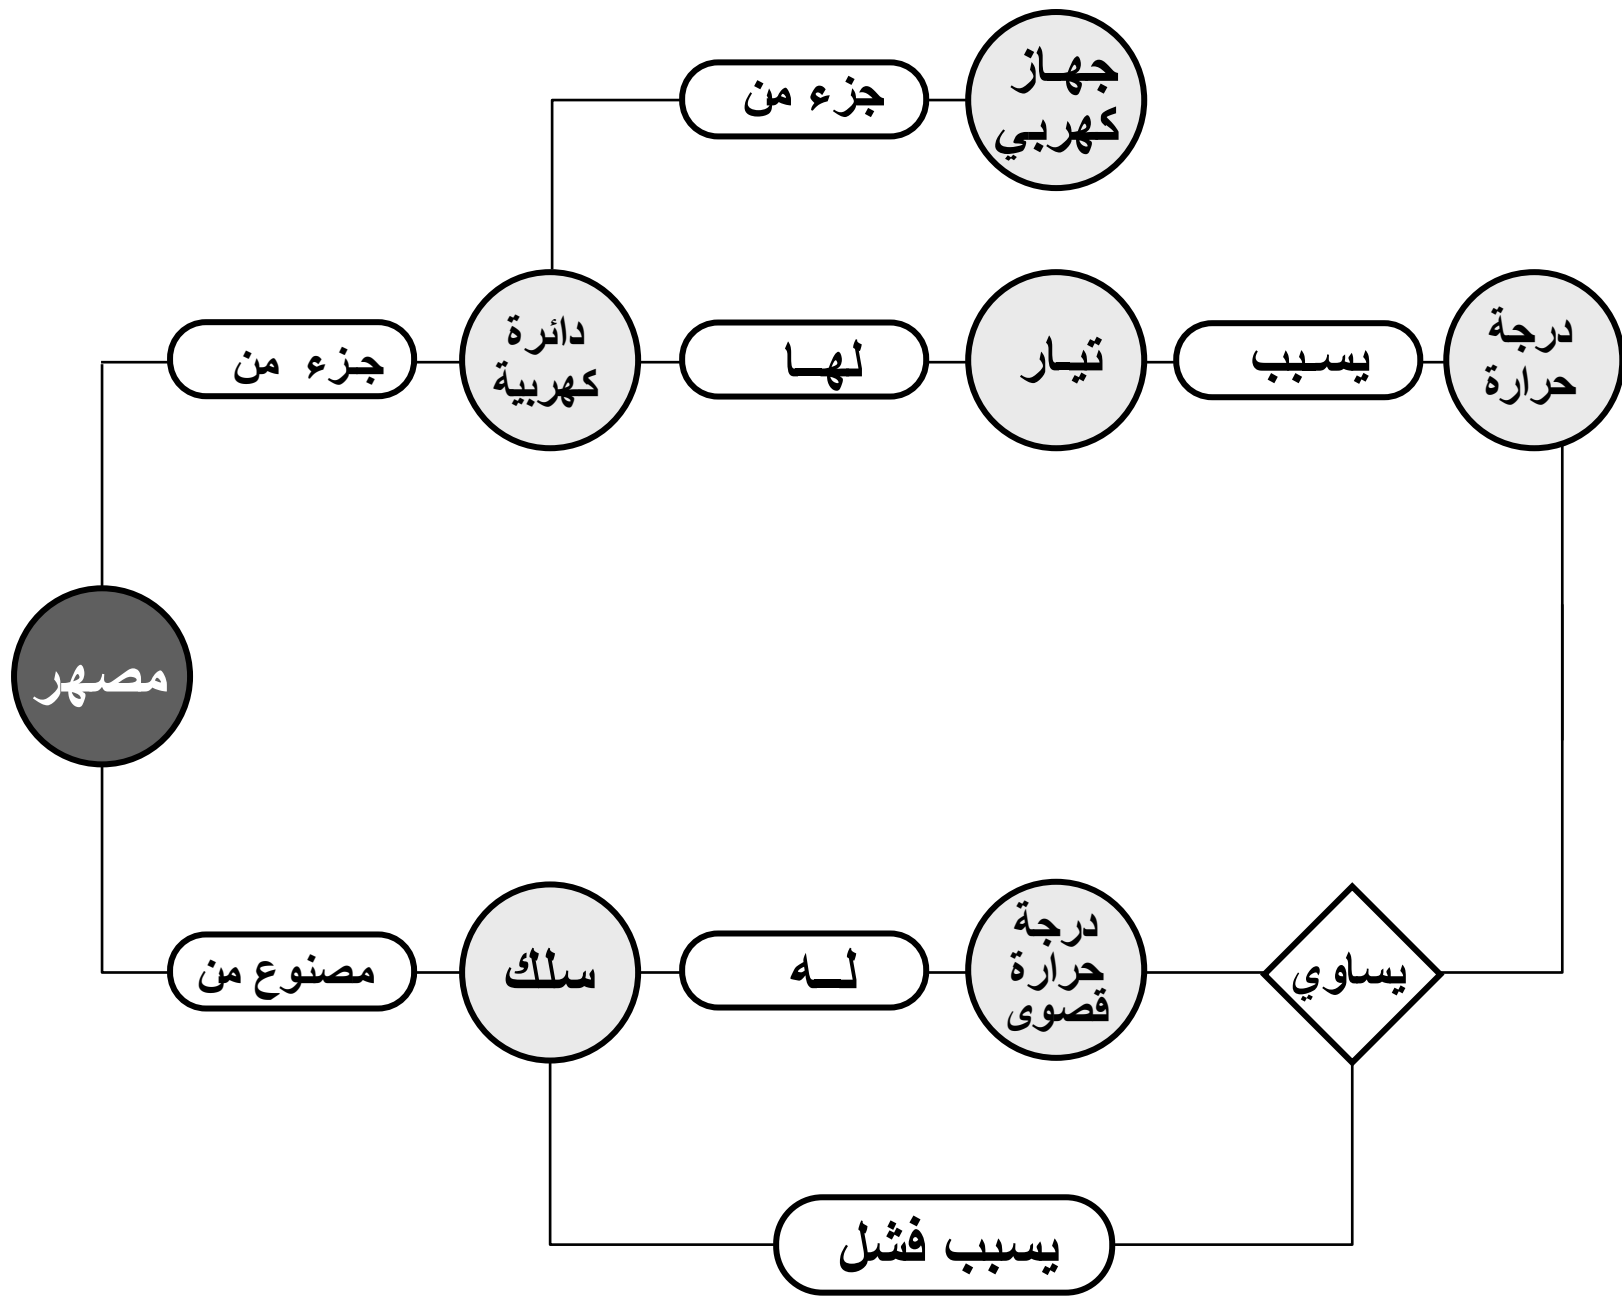 جهاز
كهربي
جزء من
درجة
حرارة
يسبب
تيار
لها
دائرة
كهربية
جزء من
مصهر
يساوي
درجة
حرارة
قصوى
له
سلك
مصنوع من
يسبب فشل